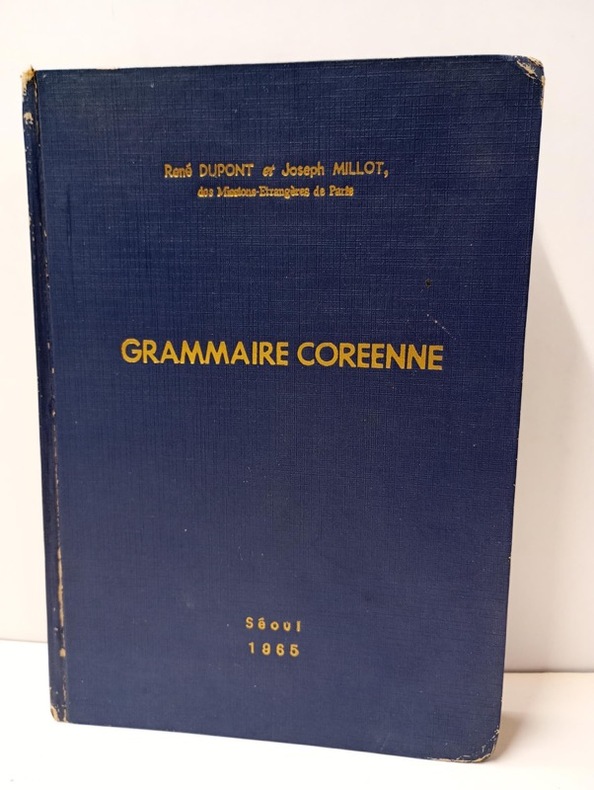 René DUPONT et Joseph MILLOT,
des Missions-Etrangères de Paris
GRAMMAIRE COREENNE
Séoul
1965